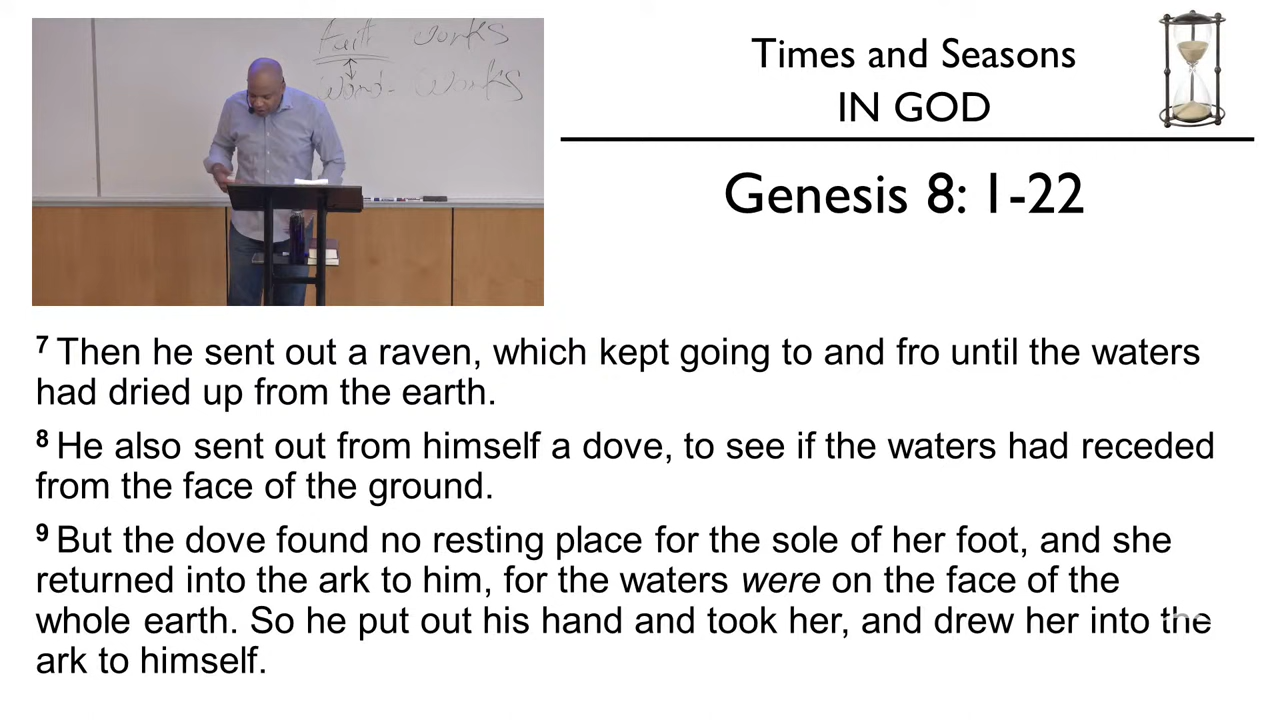 Faith works
word- works
Times and Seasons
IN GOD
Genesis 8: 1-22
7 Then he sent out a raven, which kept going to and fro until the waters
had dried up from the earth.
8 He also sent out from himself a dove, to see if the waters had receded
from the face of the ground.
9 But the dove found no resting place for the sole of her foot, and she
returned into the ark to him, for the waters were on the face of the
whole earth. So he put out his hand and took her, and drew her into the
ark to himself.